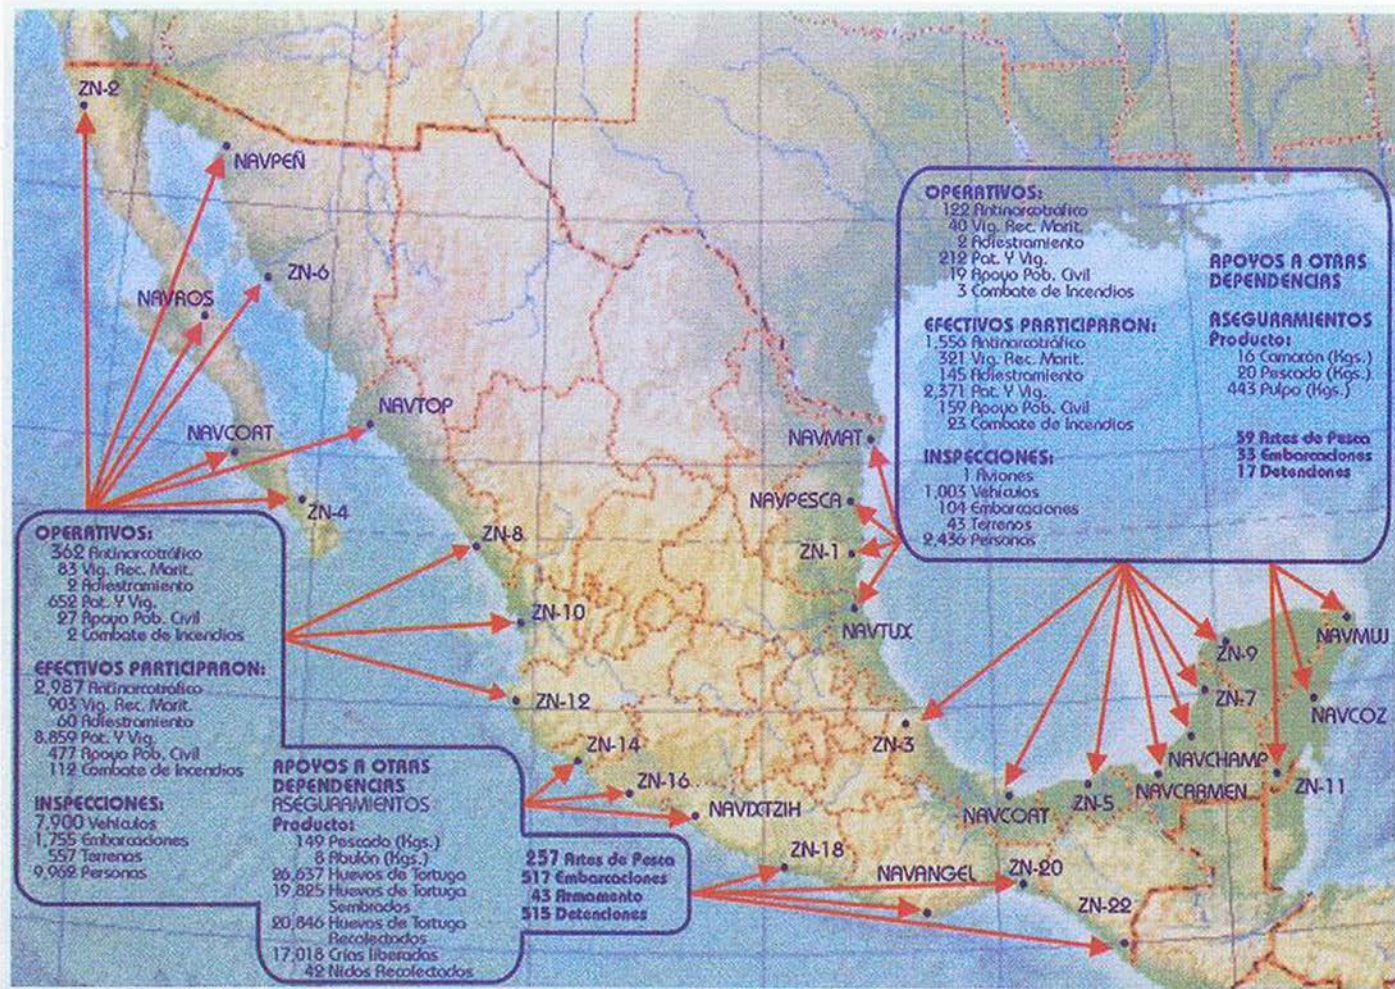 ZN-2
NAVPEÑ
ZN-6
NAVROS
NAVTOP
NAVCOAT
ZN-4
ZN-8
ZN-10
ZN-12
ZN-14
ZN-16
NAVIXTZIH
ZN-18
NAVANGEL
ZN-20
ZN-22
NAVMAT
NAVPESCA
ZN-1
NAVTUX
ZN-3
NAVCOAT
ZN-5
NAVCARMEN
NAVCHAMP
ZN-7
ZN-9
NAVMUJ
NAVCOZ
ZN-11
OPERATIVOS:
362 Antinarcotráfico
83 Vig. Rec. Marit.
2 Adiestramiento
652 Pat. Y Vig.
27 Apoyo Pob. Civil
2 Combate de Incendios
EFECTIVOS PARTICIPARON:
2,987 Antinarcotráfico
903 Vig. Rec. Marit.
60 Adiestramiento
8.859 Pat. Y Vig.
477 Apoyo Pob. Civil
112 Combate de Incendios
INSPECCIONES:
7,900 Vehículos
1,755 Embarcaciones
557 Terrenos
9,962 Personas
APOYOS A OTRAS
DEPENDENCIAS
ASEGURAMIENTOS
Producto:
149 Pescado (Kgs.)
8 Abulón (Kgs.)
26,637 Huevos de Tortuga
19,825 Huevos de Tortuga
Sembrados
20,846 Huevos de Tortuga
Recolectados
17,018 Crías liberadas
42 Nidos Recolectados
257 Artes de Pesca
517 Embarcaciones
43 Armamento
515 Detenciones
OPERATIVOS:
122 Antinarcotráfico
40 Vig. Rec. Marit.
2 Adiestramiento
212 Pat. Y Vig.
19 Apoyo Pob. Civil
3 Combate de Incendios
EFECTIVOS PARTICIPARON:
1,556 Antinarcotráfico
321 Vig. Rec. Marit.
145 Adiestramiento
2,371 Pat. Y Vig.
159 Apoyo Pob. Civil
23 Combate de Incendios
INSPECCIONES:
1 Aviones
1,003 Vehículos
104 Embarcaciones
43 Terrenos
2,436 Personas
APOYOS A OTRAS
DEPENDENCIAS
ASEGURAMIENTOS
Producto:
16 Camarón (Kgs.)
20 Pescado (Kgs.)
443 Pulpo (Kgs.)
59 Artes de Pesca
33 Embarcaciones
17 Detenciones